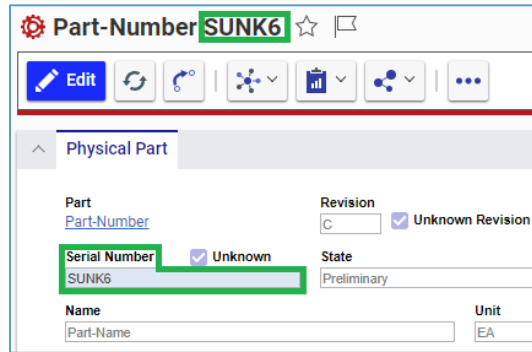 Part-Number SUNK6
Edit
Physical Part
Part Revision
Part-Number C Unknown Revision
Serial Number Unknown State
SUNK6 Preliminary
Name Unit
Part-Name EA